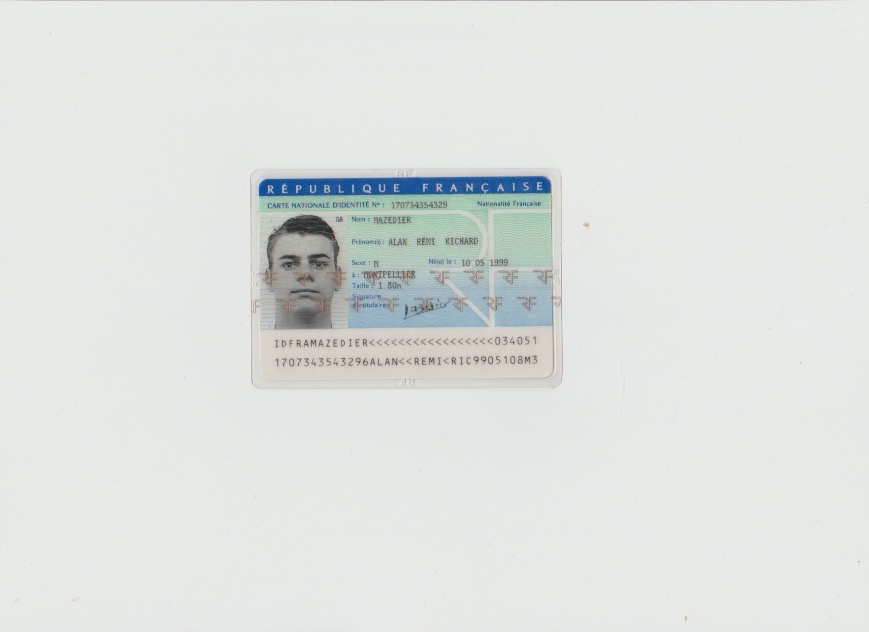 RÉPUBLIQUE FRANÇAISE
CARTE NATIONALE D'IDENTITÉ Nº : 170734354329 Nationalité Française
Nom : MAZEDIER
Prénom(s) : ALAN RÉMI RICHARD
Sexe : M Né(e) le : 10 05 1999
à : MONTPELLIER
Taille : 1.80m
Signature
du titulaire :
IDFRAMAZEDIER<<<<<<<<<<<<<<<<<034051
1707343543296ALAN<<REMI<RIC9905108M3